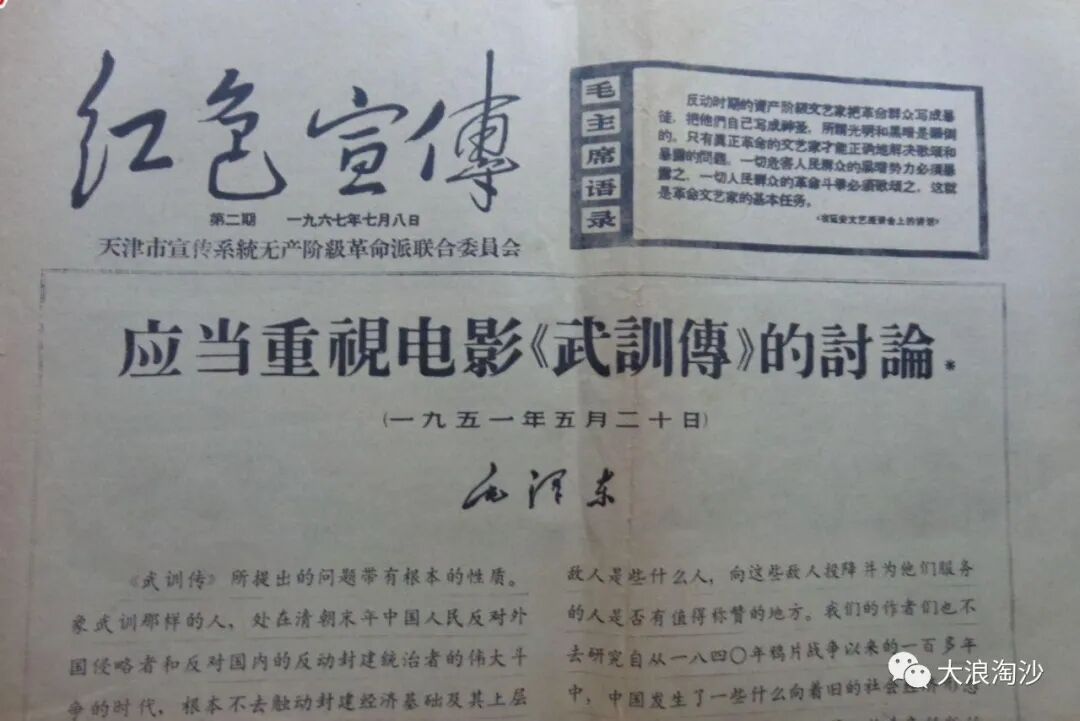 红色宣傳
第二期 一九六七年七月八日
天津市宣传系統无产阶級革命派联合委員会
毛主席语录
反动时期的資产阶級文艺家把革命群众写成暴
徒，把他們自己写成神圣，所謂光明和黑暗是顚倒
的。只有真正革命的文艺家才能正确地解决歌頌和
暴露的問題。一切危害人民群众的黑暗势力必須暴
露之，一切人民群众的革命斗爭必須歌頌之，这就
是革命文艺家的基本任务。
《在延安文艺座談会上的讲話》
应当重視电影《武訓傳》的討論*
（一九五一年五月二十日）
毛泽东
《武训传》所提出的问题带有根本的性质。
象武训那样的人，处在清朝末年中国人民反对外
国侵略者和反对国内的反动封建统治者的伟大斗
争的时代，根本不去触动封建经济基础及其上层
敌人是些什么人，向这些敌人投降并为他们服务
的人是否有值得称赞的地方。我们的作者们也不
去研究自从一八四〇年鸦片战争以来的一百多年
中，中国发生了一些什么向着旧的社会经济
大浪淘沙